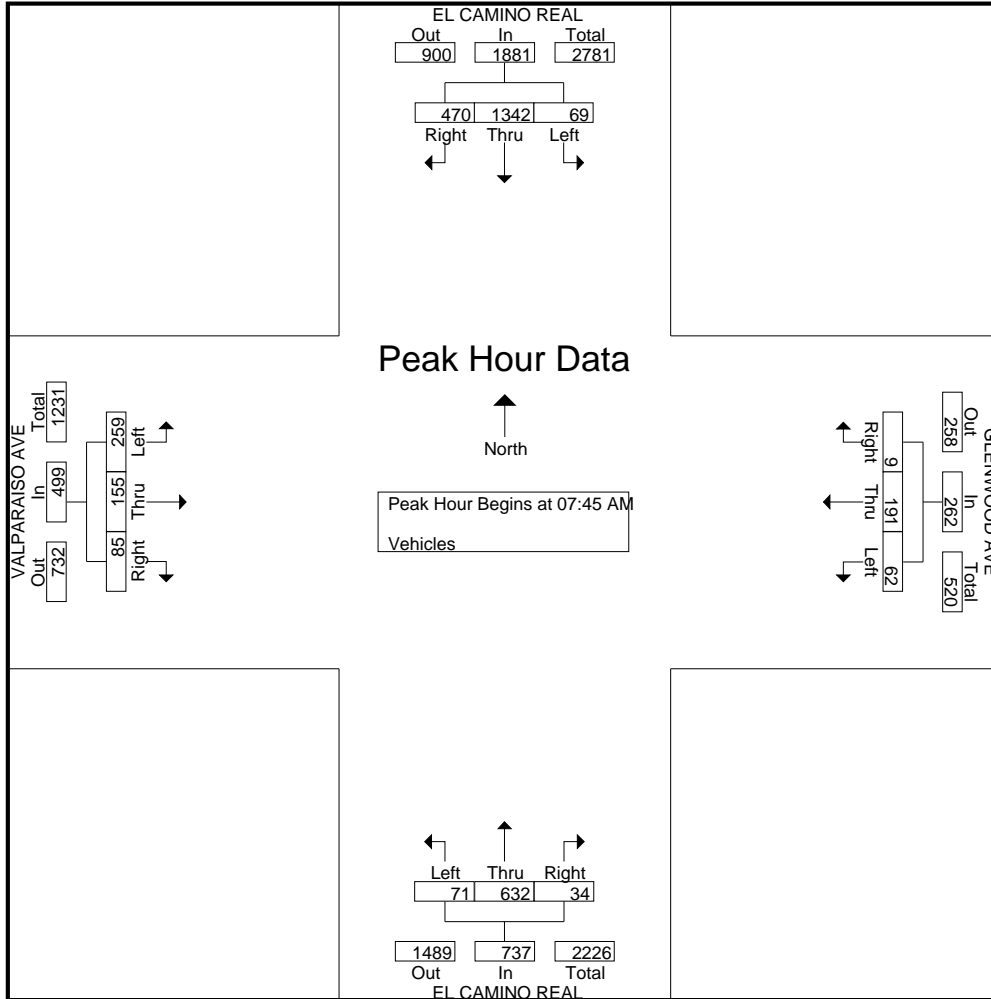 EL CAMINO REAL
Out In Total
900 1881 2781
470 1342 69
Right Thru Left
Peak Hour Data
North
Peak Hour Begins at 07:45 AM
Vehicles
VALPARAISO AVE
Out In Total
732 499 1231
Right Thru Left
85 155 259
GLENWOOD AVE
Out In Total
258 262 520
Right Thru Left
9 191 62
Left Thru Right
71 632 34
1489 737 2226
Out In Total
EL CAMINO REAL